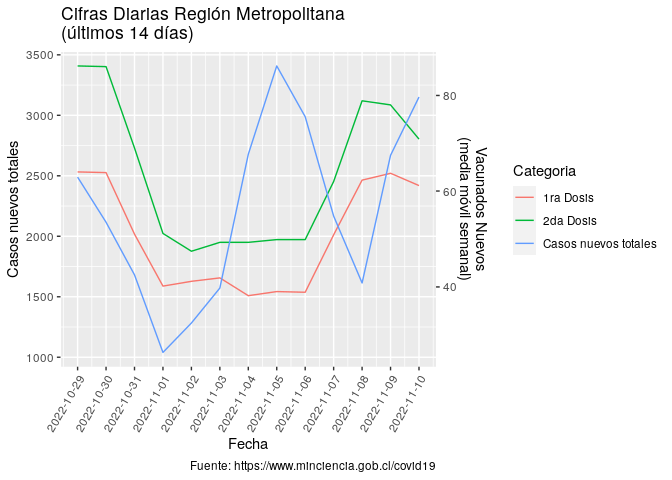 Cifras Diarias Región Metropolitana
(últimos 14 días)
3500
3000
2500
2000
1500
1000
Casos nuevos totales
80
60
40
Vacunados Nuevos
(media móvil semanal)
2022-10-29
2022-10-30
2022-10-31
2022-11-01
2022-11-02
2022-11-03
2022-11-04
2022-11-05
2022-11-06
2022-11-07
2022-11-08
2022-11-09
2022-11-10
Fecha
Categoria
1ra Dosis
2da Dosis
Casos nuevos totales
Fuente: https://www.minciencia.gob.cl/covid19